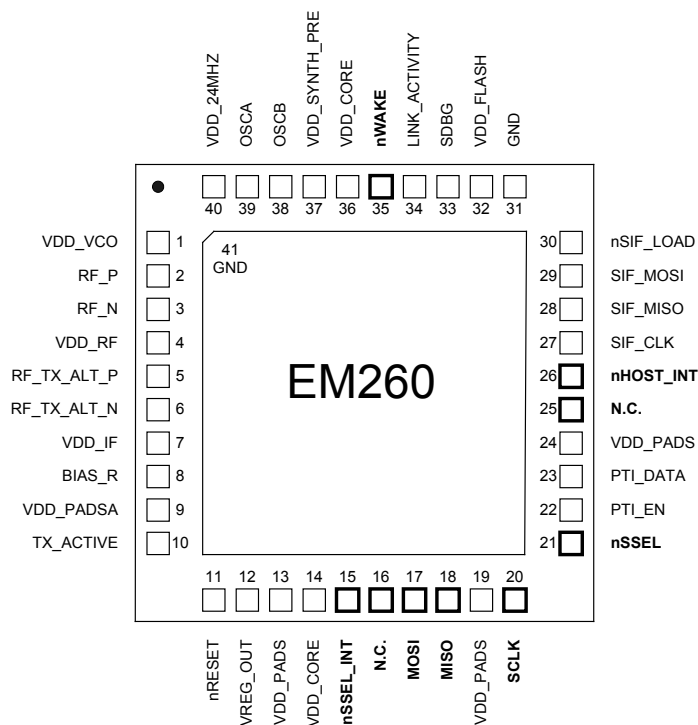 VDD_24MHZ
OSCA
OSCB
VDD_SYNTH_PRE
VDD_CORE
nWAKE
LINK_ACTIVITY
SDBG
VDD_FLASH
GND
40
39
38
37
36
35
34
33
32
31
VDD_VCO 1
RF_P 2
RF_N 3
VDD_RF 4
RF_TX_ALT_P 5
RF_TX_ALT_N 6
VDD_IF 7
BIAS_R 8
VDD_PADSA 9
TX_ACTIVE 10
41
GND
EM260
30 nSIF_LOAD
29 SIF_MOSI
28 SIF_MISO
27 SIF_CLK
26 nHOST_INT
25 N.C.
24 VDD_PADS
23 PTI_DATA
22 PTI_EN
21 nSSEL
11
12
13
14
15
16
17
18
19
20
nRESET
VREG_OUT
VDD_PADS
VDD_CORE
nSSEL_INT
N.C.
MOSI
MISO
VDD_PADS
SCLK